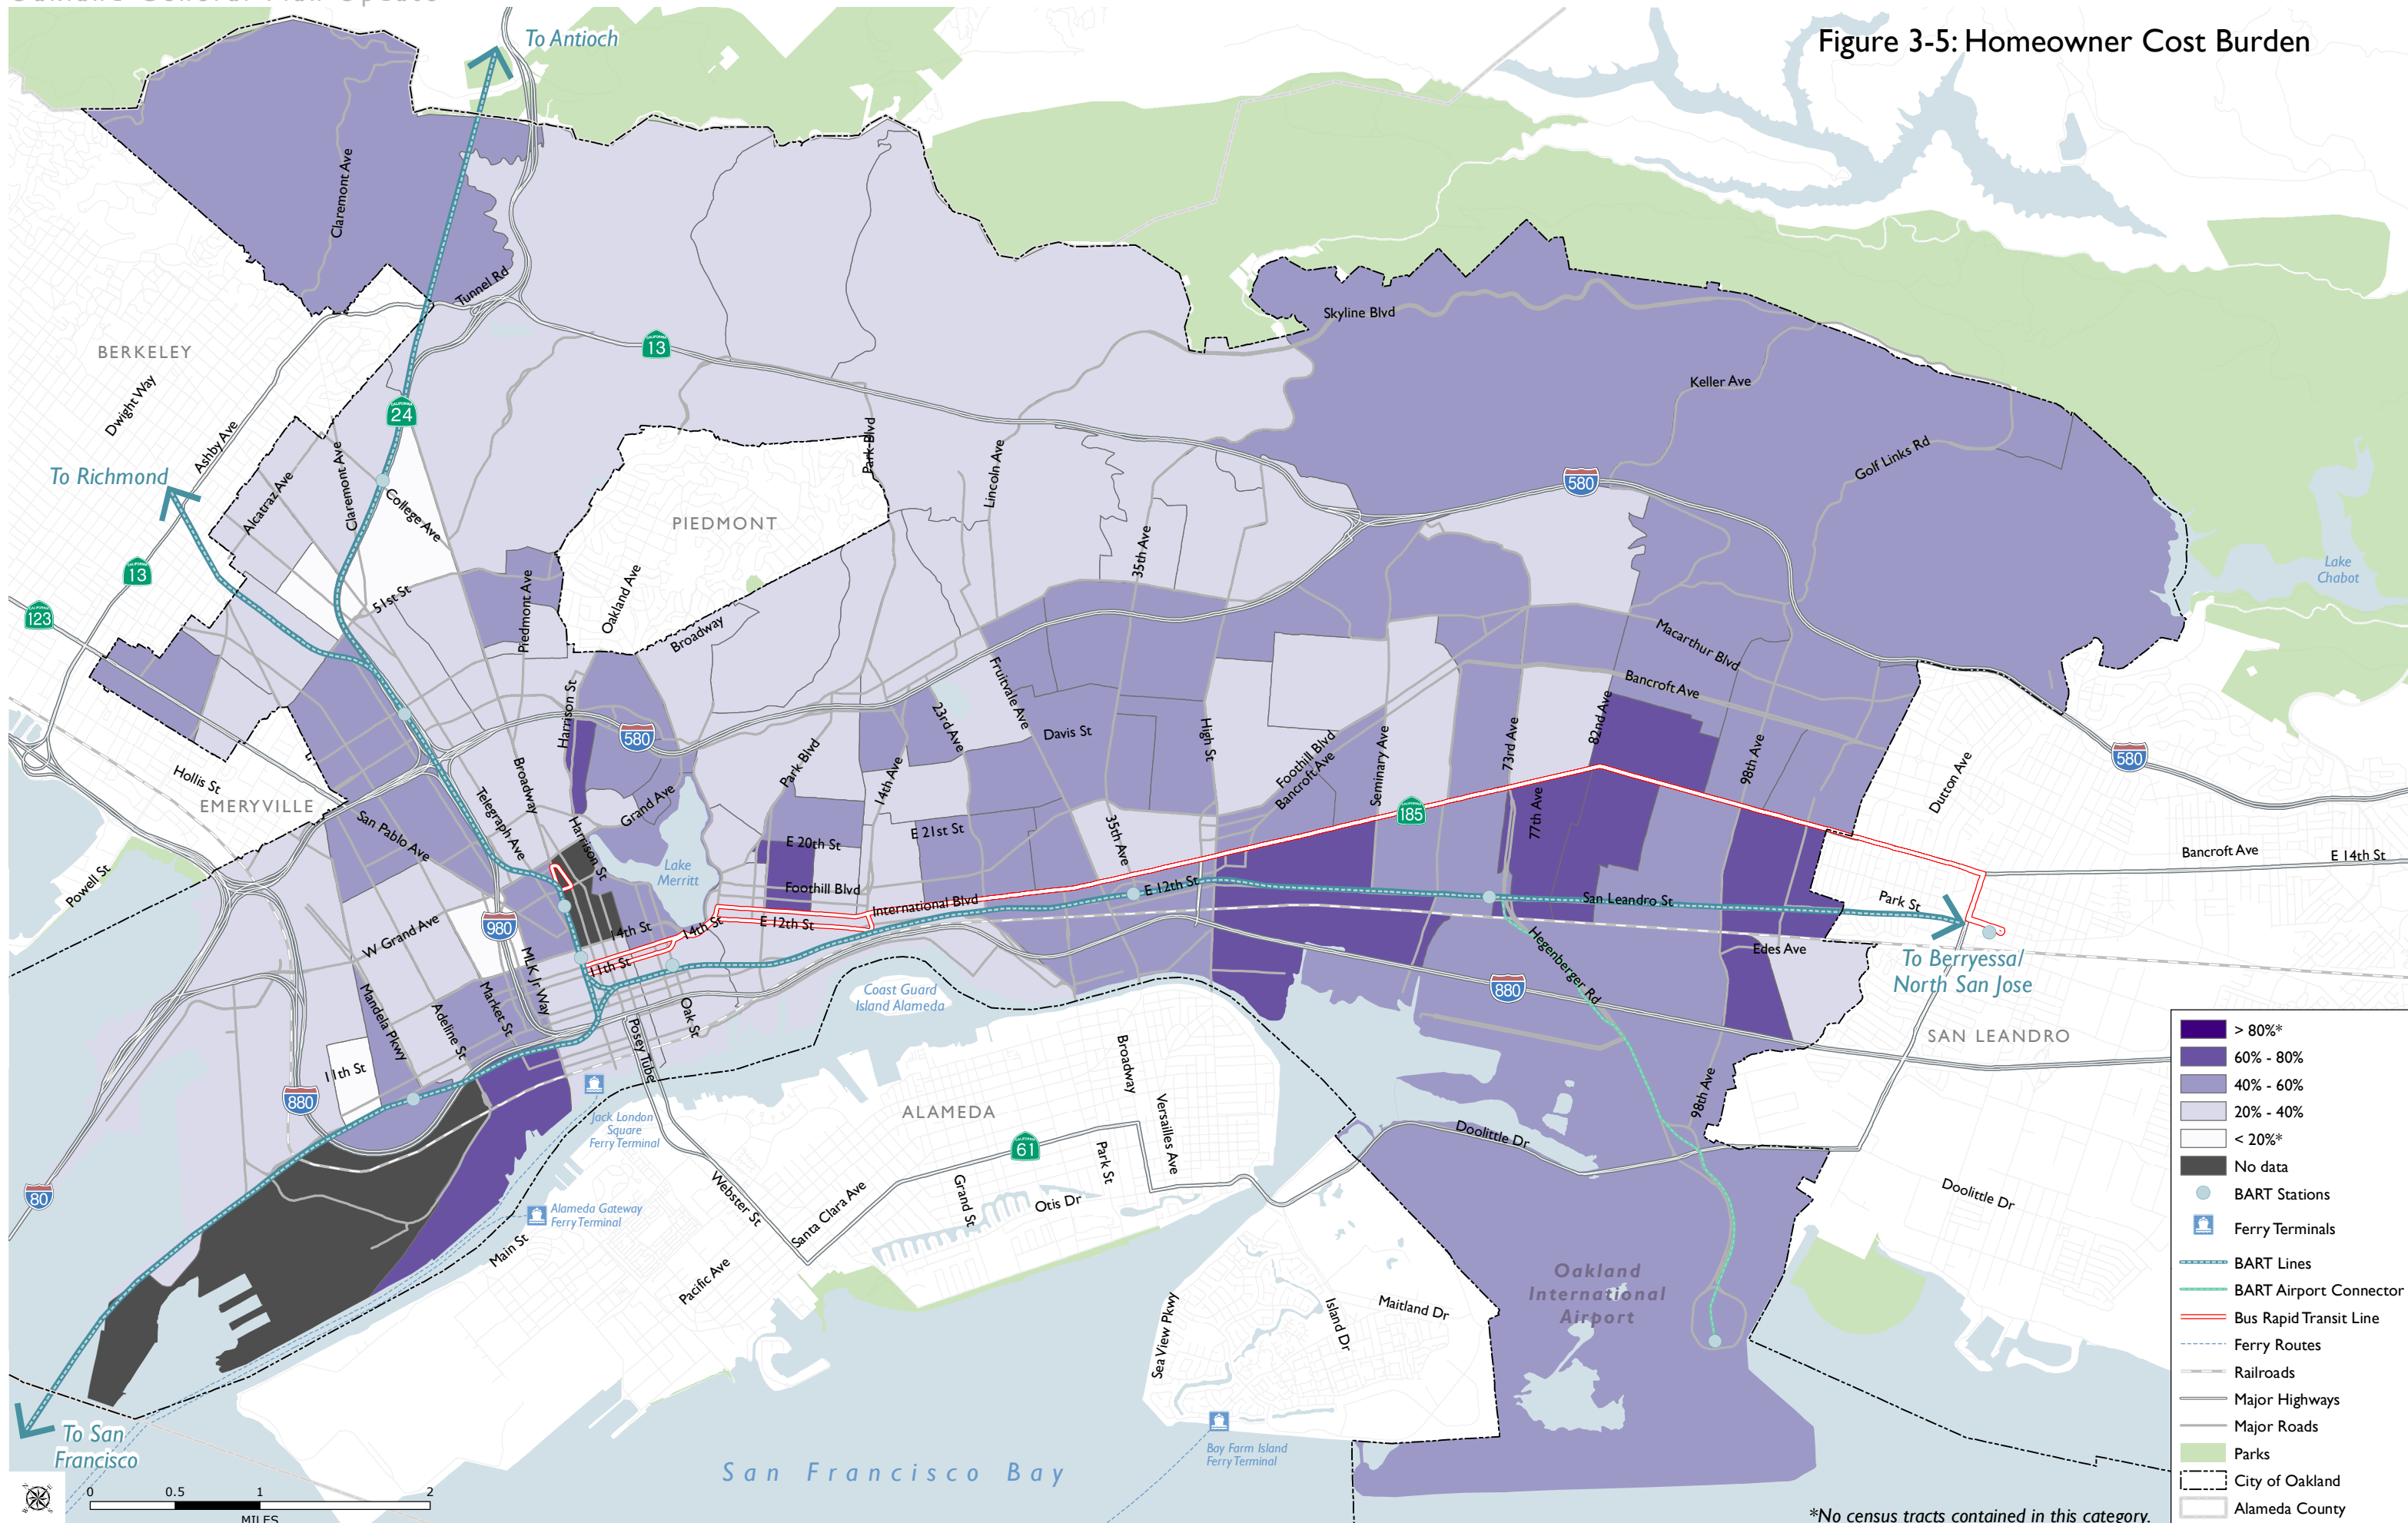 Figure 3-5: Homeowner Cost Burden
To Antioch
Claremont Ave
Tunnel Rd
BERKELEY
Dwight Way
Ashby Ave
13
24
Skyline Blvd
Keller Ave
Golf Links Rd
To Richmond
Alcatraz Ave
Claremont Ave
College Ave
PIEDMONT
Park Blvd
Lincoln Ave
35th Ave
580
Lake
Chabot
13
123
51st St
Piedmont Ave
Oakland Ave
Broadway
Macarthur Blvd
Bancroft Ave
Fruitvale Ave
23rd Ave
Davis St
High St
Harrison St
580
Hollis St
EMERYVILLE
Broadway
Telegraph Ave
Park Blvd
14th Ave
Foothill Blvd
Bancroft Ave
Seminary Ave
73rd Ave
82nd Ave
98th Ave
Dutton Ave
580
San Pablo Ave
Grand Ave
Harrison St
E 20th St
E 21st St
35th Ave
185
77th Ave
Bancroft Ave
E 14th St
Powell St
Lake
Merritt
Foothill Blvd
International Blvd
E 12th St
San Leandro St
Park St
980
W Grand Ave
14th St
14th St
E 12th St
11th St
MLK Jr Way
Market St
Adeline St
Mandela Pkwy
Edes Ave
To Berryessa/
North San Jose
Hegenberger Rd
880
Coast Guard
Island Alameda
Oak St
Posey Tube
11th St
880
SAN LEANDRO
Broadway
Versailles Ave
98th Ave
Jack London
Square
Ferry Terminal
ALAMEDA
61
Park St
Doolittle Dr
Doolittle Dr
80
Webster St
Santa Clara Ave
Grand St
Otis Dr
Alameda Gateway
Ferry Terminal
Main St
Pacific Ave
Oakland
International
Airport
Sea View Pkwy
Island Dr
Maitland Dr
To San
Francisco
San Francisco Bay
Bay Farm Island
Ferry Terminal
0 0.5 1 2
MILES
> 80%*
60% - 80%
40% - 60%
20% - 40%
< 20%*
No data
BART Stations
Ferry Terminals
BART Lines
BART Airport Connector
Bus Rapid Transit Line
Ferry Routes
Railroads
Major Highways
Major Roads
Parks
City of Oakland
Alameda County
*No census tracts contained in this category.